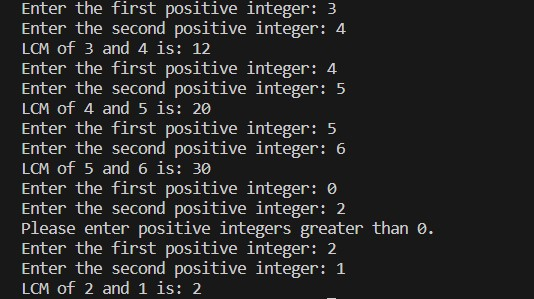 Enter the first positive integer: 3
Enter the second positive integer: 4
LCM of 3 and 4 is: 12
Enter the first positive integer: 4
Enter the second positive integer: 5
LCM of 4 and 5 is: 20
Enter the first positive integer: 5
Enter the second positive integer: 6
LCM of 5 and 6 is: 30
Enter the first positive integer: 0
Enter the second positive integer: 2
Please enter positive integers greater than 0.
Enter the first positive integer: 2
Enter the second positive integer: 1
LCM of 2 and 1 is: 2